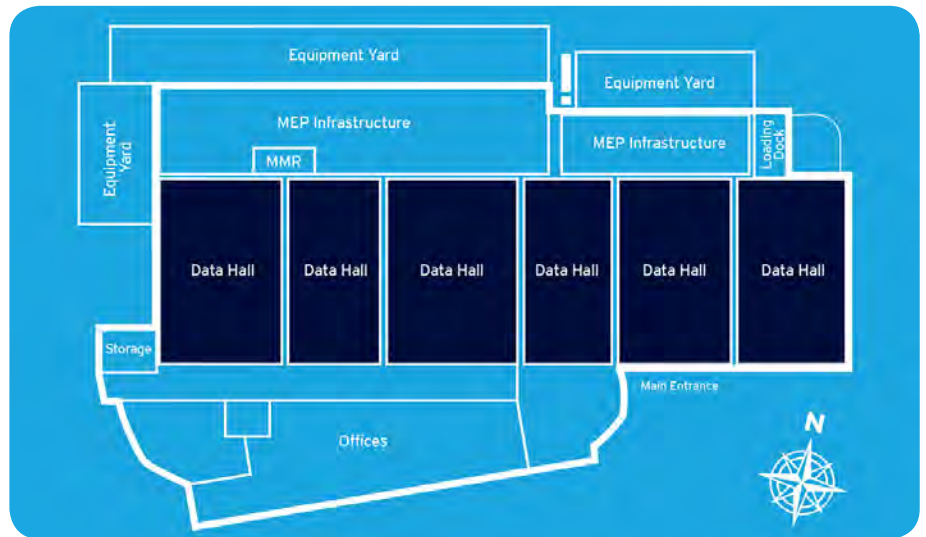 Equipment Yard
Equipment Yard
MEP Infrastructure
MEP Infrastructure
Loading
Dock
Equipment
Yard
MMR
Data Hall
Data Hall
Data Hall
Data Hall
Data Hall
Data Hall
Storage
Main Entrance
Offices
N